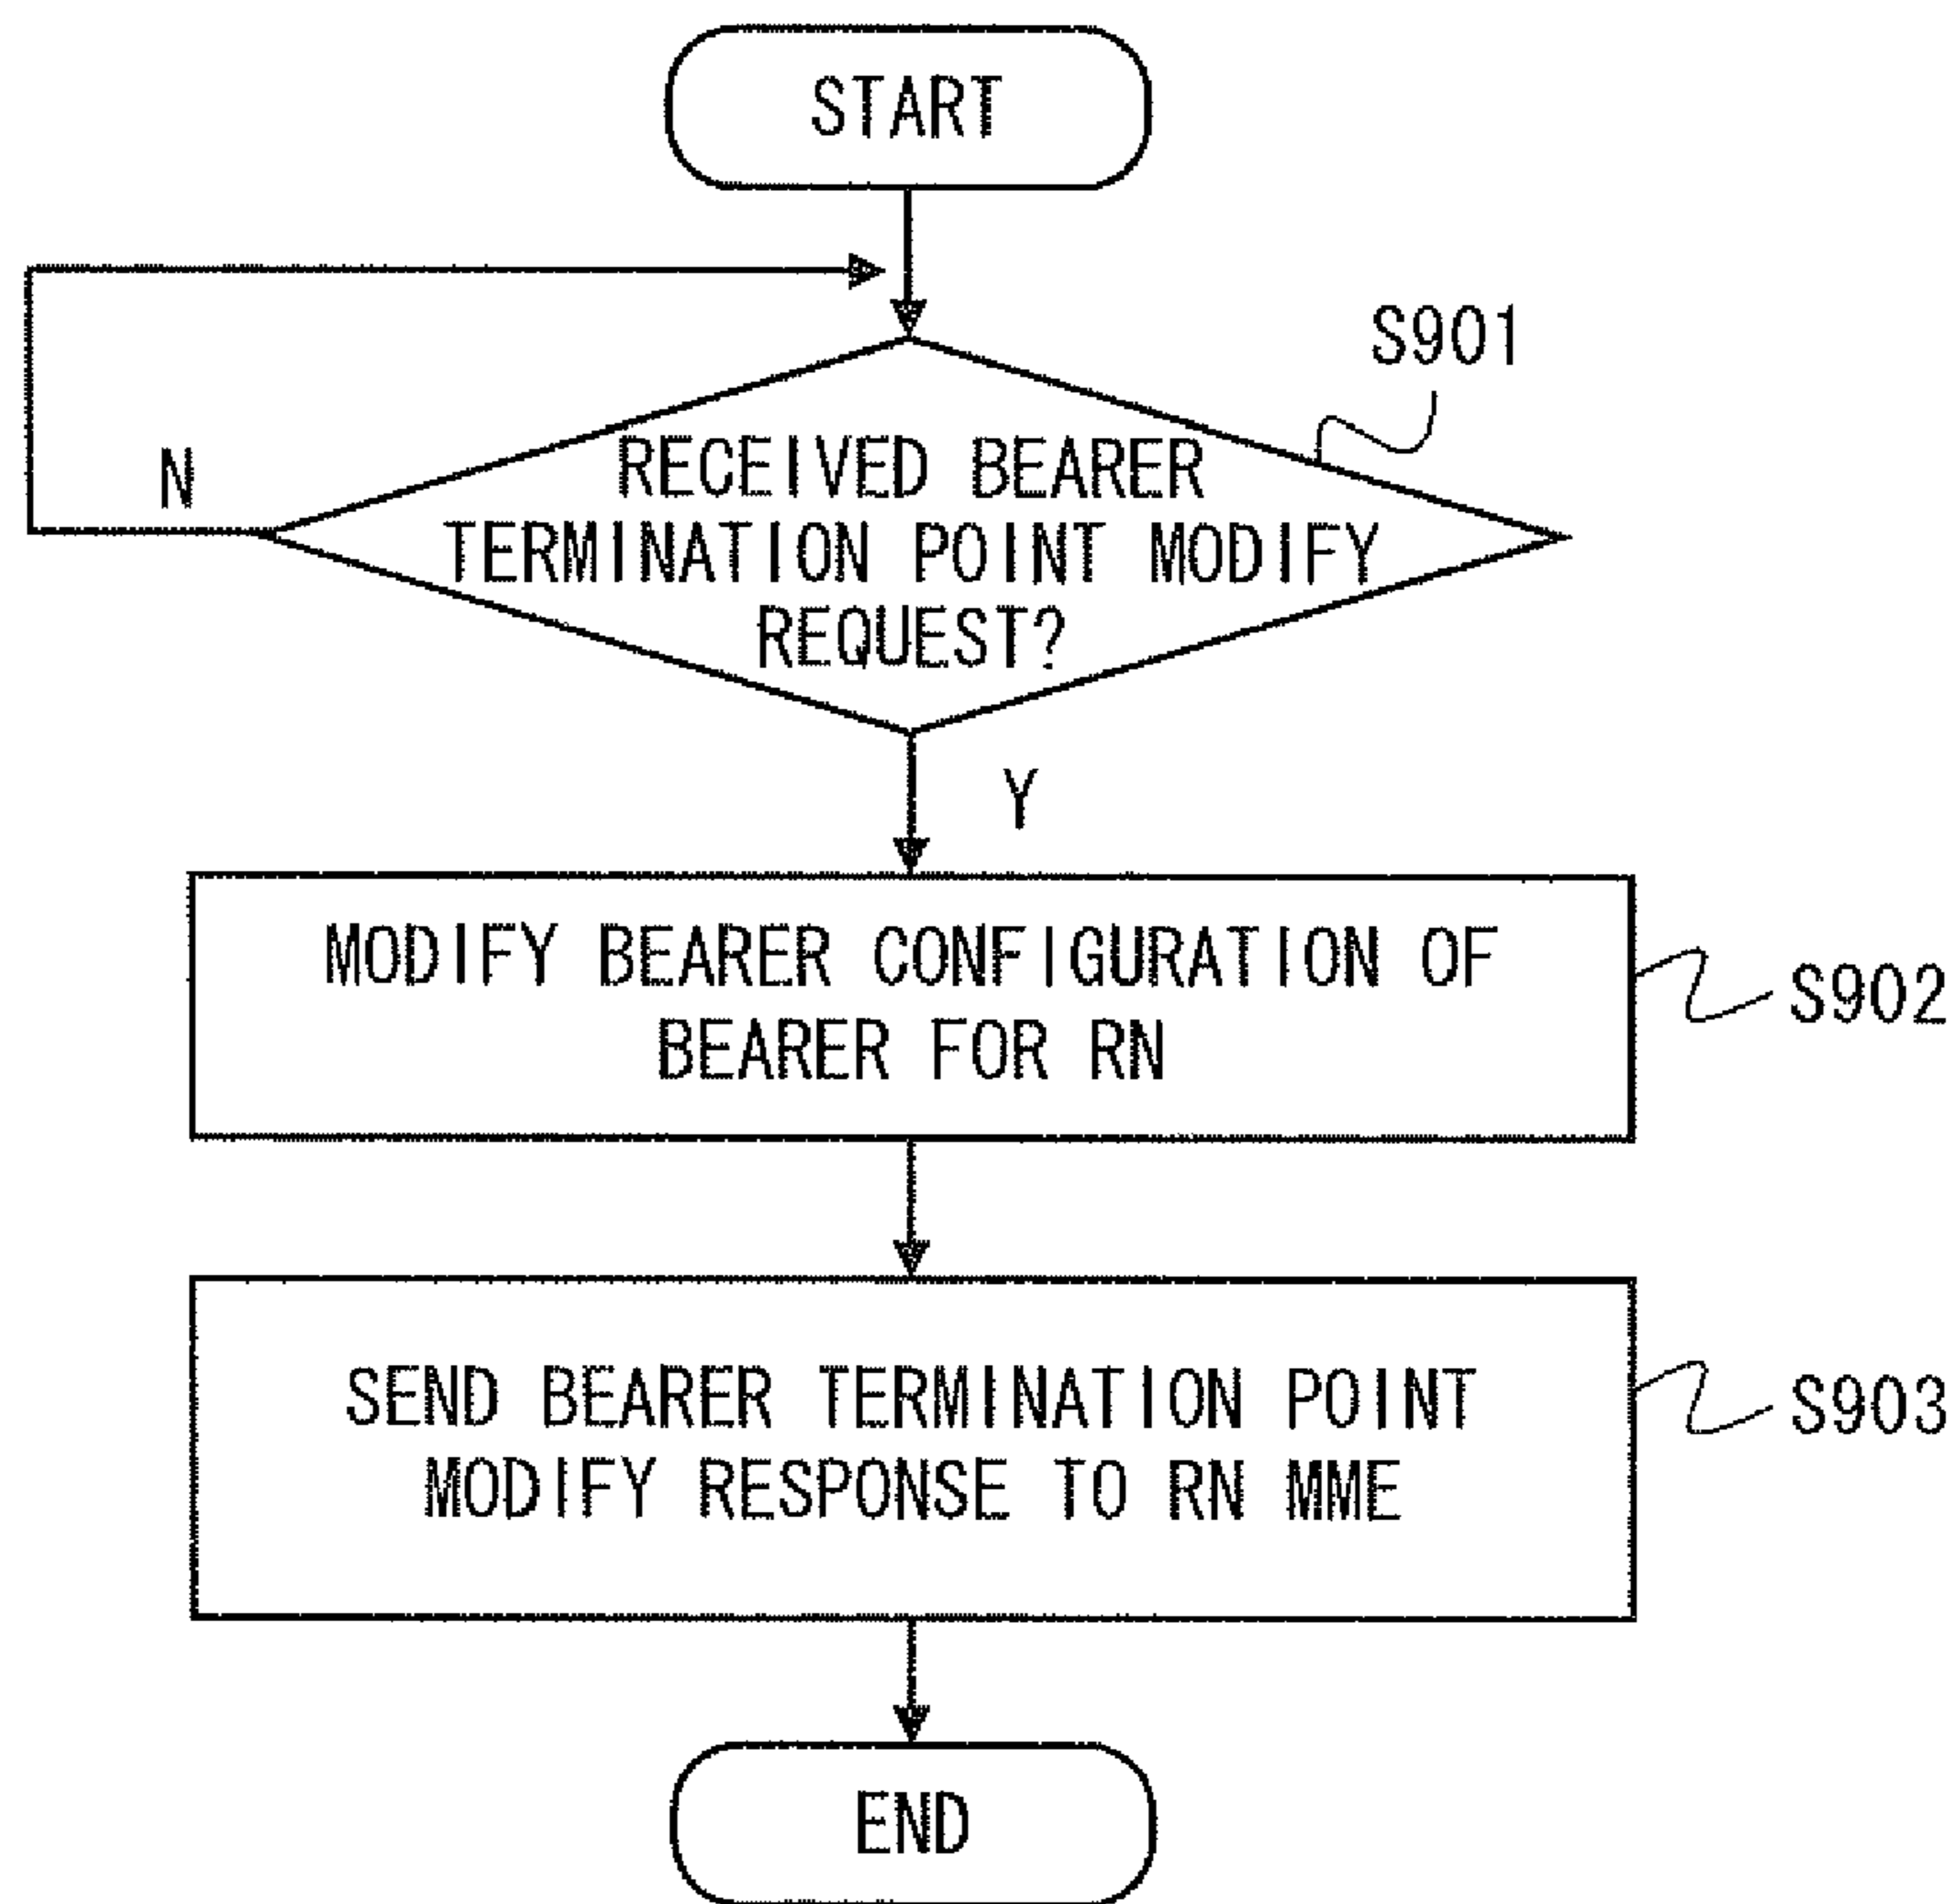 START
S901
RECEIVED BEARER
TERMINATION POINT MODIFY
REQUEST?
N
Y
MODIFY BEARER CONFIGURATION OF
BEARER FOR RN
S902
SEND BEARER TERMINATION POINT
MODIFY RESPONSE TO RN MME
S903
END